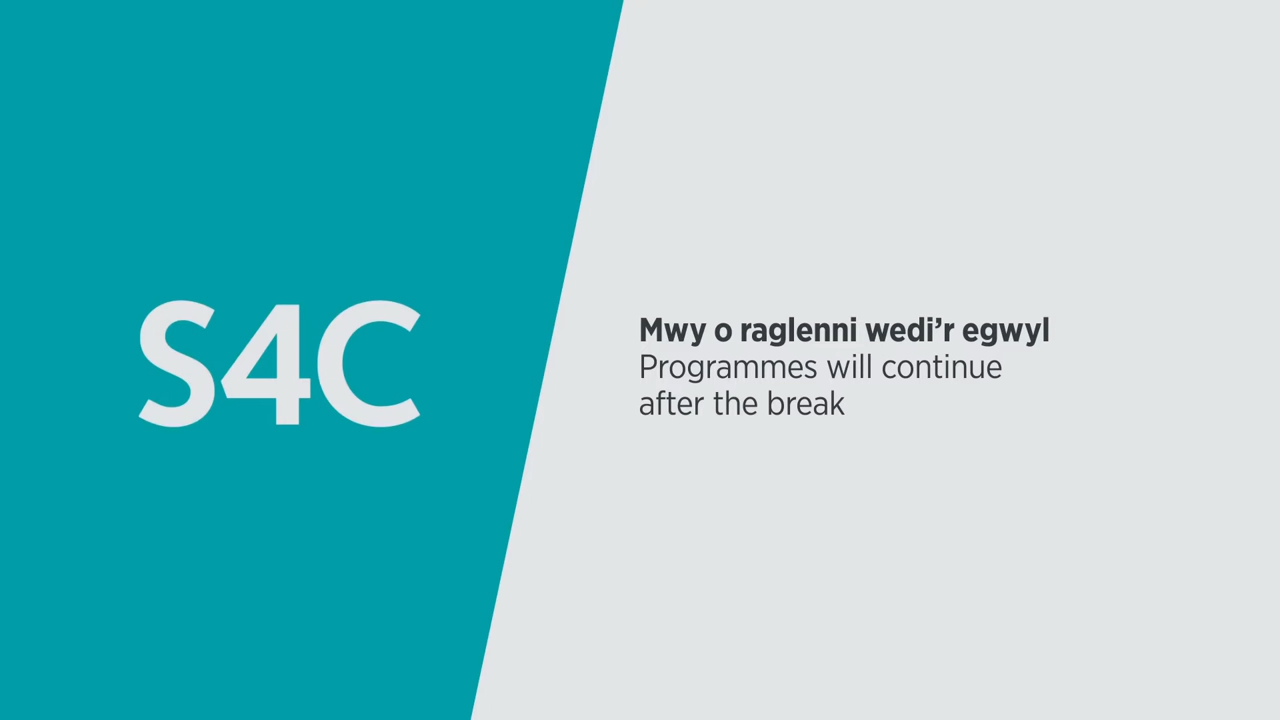 S4C
Mwy o raglenni wedi’r egwyl
Programmes will continue
after the break